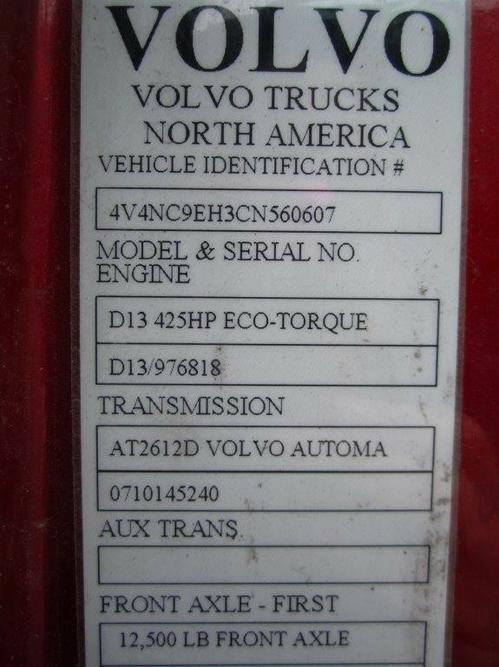 VOLVO
VOLVO TRUCKS
NORTH AMERICA
VEHICLE IDENTIFICATION #
4V4NC9EH3CN560607
MODEL & SERIAL NO.
ENGINE
D13 425HP ECO-TORQUE
D13/976818
TRANSMISSION
AT2612D VOLVO AUTOMA
0710145240
AUX TRANS.
FRONT AXLE - FIRST
12,500 LB FRONT AXLE